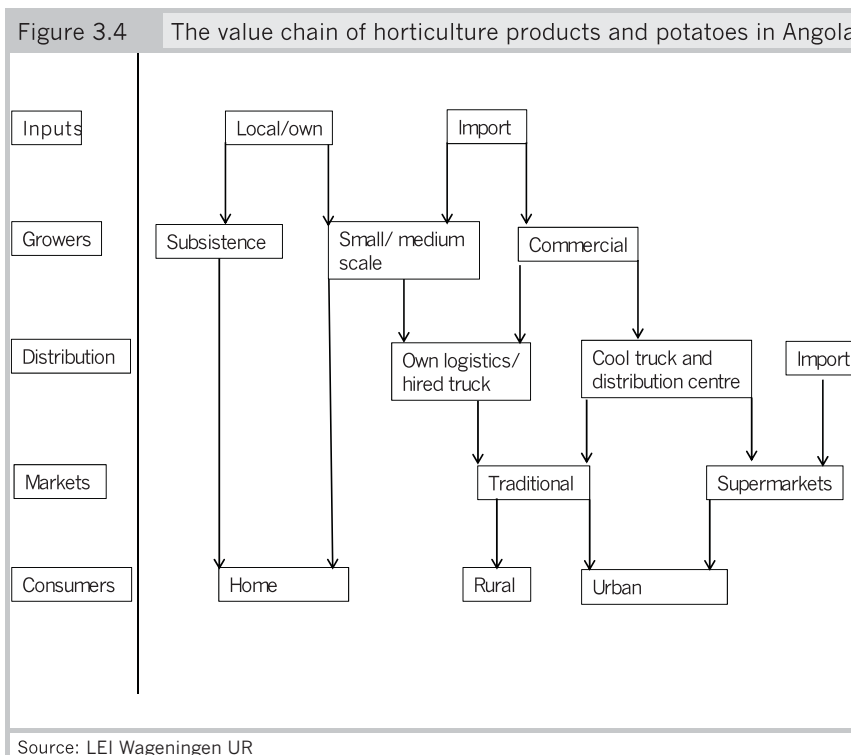 Figure 3.4 The value chain of horticulture products and potatoes in Angola
Inputs
Local/own
Import
Growers
Subsistence
Small/ medium
scale
Commercial
Distribution
Own logistics/
hired truck
Cool truck and
distribution centre
Import
Markets
Traditional
Supermarkets
Consumers
Home
Rural
Urban
Source: LEI Wageningen UR